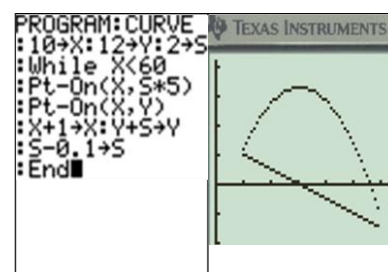 PROGRAM:CURVE
:10→X:12→Y:2→S
:While X<60
:Pt-On(X,S*5)
:Pt-On(X,Y)
:X+1→X:Y+S→Y
:S-0.1→S
:End
TEXAS INSTRUMENTS